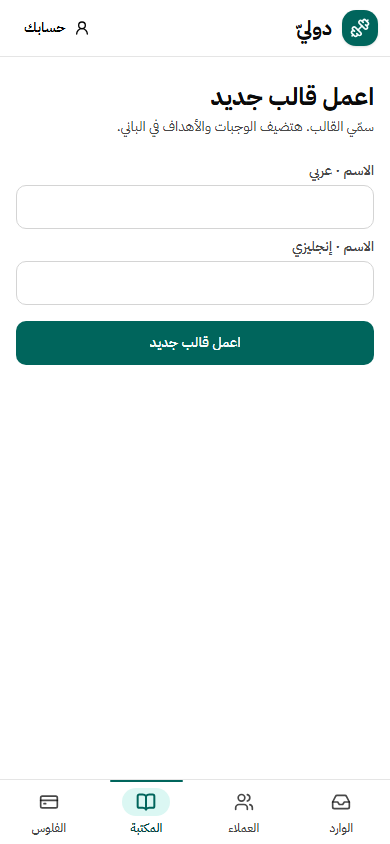 دوليّ
حسابك
اعمل قالب جديد
سمّي القالب. هتضيف الوجبات والأهداف في الباني.
الاسم · عربي
الاسم · إنجليزي
اعمل قالب جديد
الوارد
العملاء
المكتبة
الفلوس